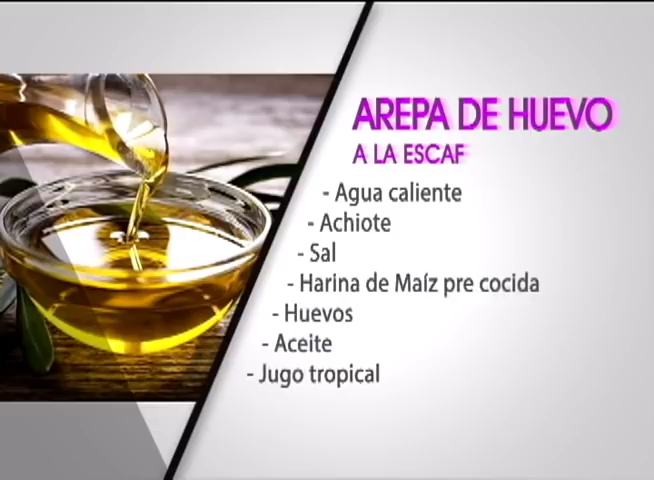 AREPA DE HUEVO
A LA ESCAF
- Agua caliente
- Achiote
- Sal
- Harina de Maíz pre cocida
- Huevos
- Aceite
- Jugo tropical